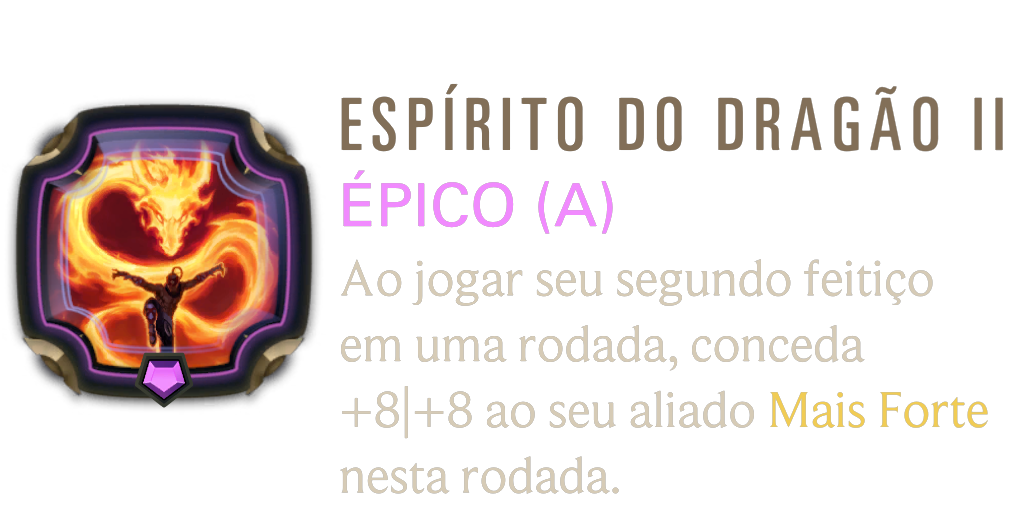 ESPÍRITO DO DRAGÃO II
ÉPICO (A)
Ao jogar seu segundo feitiço
em uma rodada, conceda
+8|+8 ao seu aliado Mais Forte
nesta rodada.